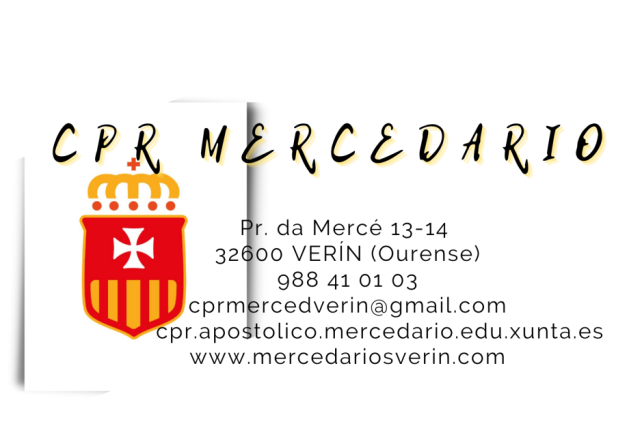 CPR MERCEDARIO
Pr. da Mercé 13-14
32600 VERÍN (Ourense)
988 41 01 03
cprmercedverin@gmail.com
cpr.apostolico.mercedario.edu.xunta.es
www.mercedariosverin.com